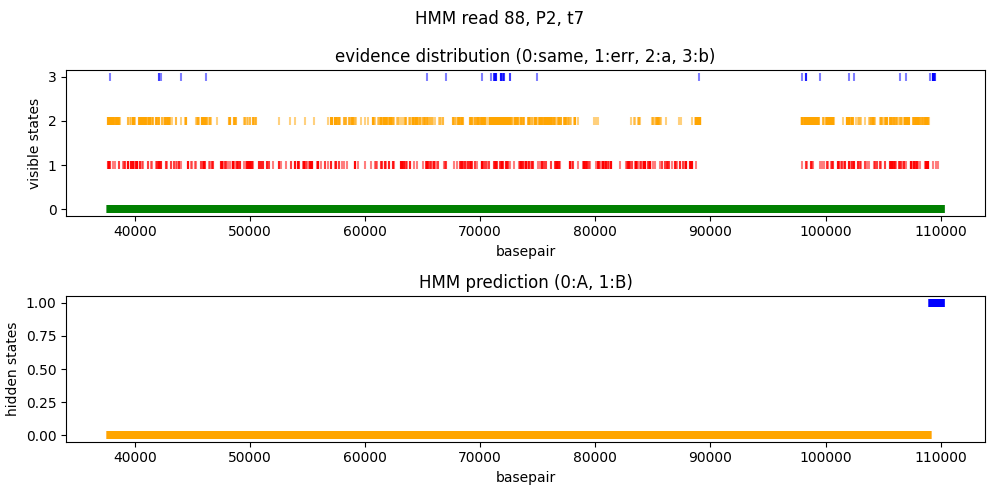 HMM read 88, P2, t7
evidence distribution (0:same, 1:err, 2:a, 3:b)
visible states
3
2
1
0
40000 50000 60000 70000 80000 90000 100000 110000
basepair
HMM prediction (0:A, 1:B)
hidden states
1.00
0.75
0.50
0.25
0.00
40000 50000 60000 70000 80000 90000 100000 110000
basepair